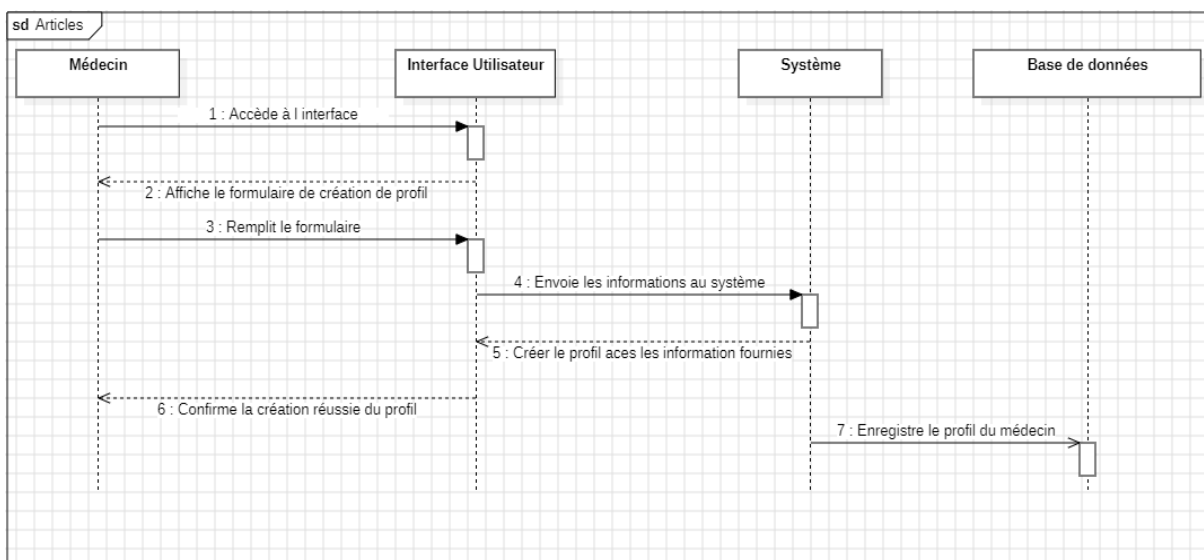 sd Articles
Médecin
Interface Utilisateur
Système
Base de données
1 : Accède à l interface
2 : Affiche le formulaire de création de profil
3 : Remplit le formulaire
4 : Envoie les informations au système
5 : Créer le profil aces les information fournies
6 : Confirme la création réussie du profil
7 : Enregistre le profil du médecin